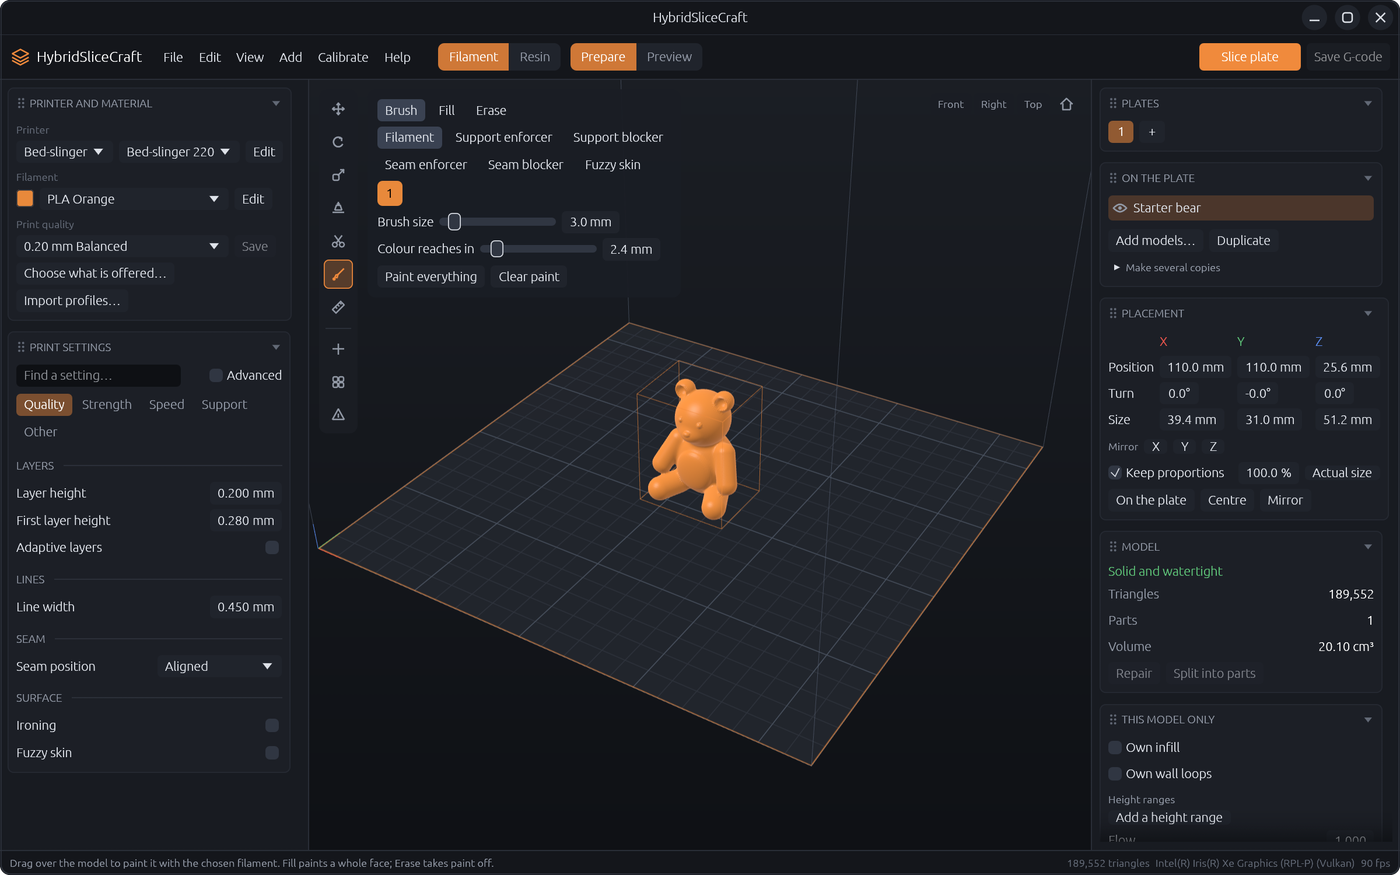 HybridSliceCraft
HybridSliceCraft File Edit View Add Calibrate Help Filament Resin Prepare Preview Slice plate Save G-code
PRINTER AND MATERIAL
Printer
Bed-slinger Bed-slinger 220 Edit
Filament
PLA Orange Edit
Print quality
0.20 mm Balanced Save
Choose what is offered...
Import profiles...
PRINT SETTINGS
Find a setting... Advanced
Quality Strength Speed Support
Other
LAYERS
Layer height 0.200 mm
First layer height 0.280 mm
Adaptive layers
LINES
Line width 0.450 mm
SEAM
Seam position Aligned
SURFACE
Ironing
Fuzzy skin
Brush Fill Erase
Filament Support enforcer Support blocker
Seam enforcer Seam blocker Fuzzy skin
1
Brush size 3.0 mm
Colour reaches in 2.4 mm
Paint everything Clear paint
Front Right Top
PLATES
1 +
ON THE PLATE
Starter bear
Add models... Duplicate
Make several copies
PLACEMENT
X Y Z
Position 110.0 mm 110.0 mm 25.6 mm
Turn 0.0° -0.0° 0.0°
Size 39.4 mm 31.0 mm 51.2 mm
Mirror X Y Z
Keep proportions 100.0 % Actual size
On the plate Centre Mirror
MODEL
Solid and watertight
Triangles 189,552
Parts 1
Volume 20.10 cm³
Repair Split into parts
THIS MODEL ONLY
Own infill
Own wall loops
Height ranges
Add a height range
Flow 1.000
Drag over the model to paint it with the chosen filament. Fill paints a whole face; Erase takes paint off.
189,552 triangles Intel(R) Iris(R) Xe Graphics (RPL-P) (Vulkan) 90 fps